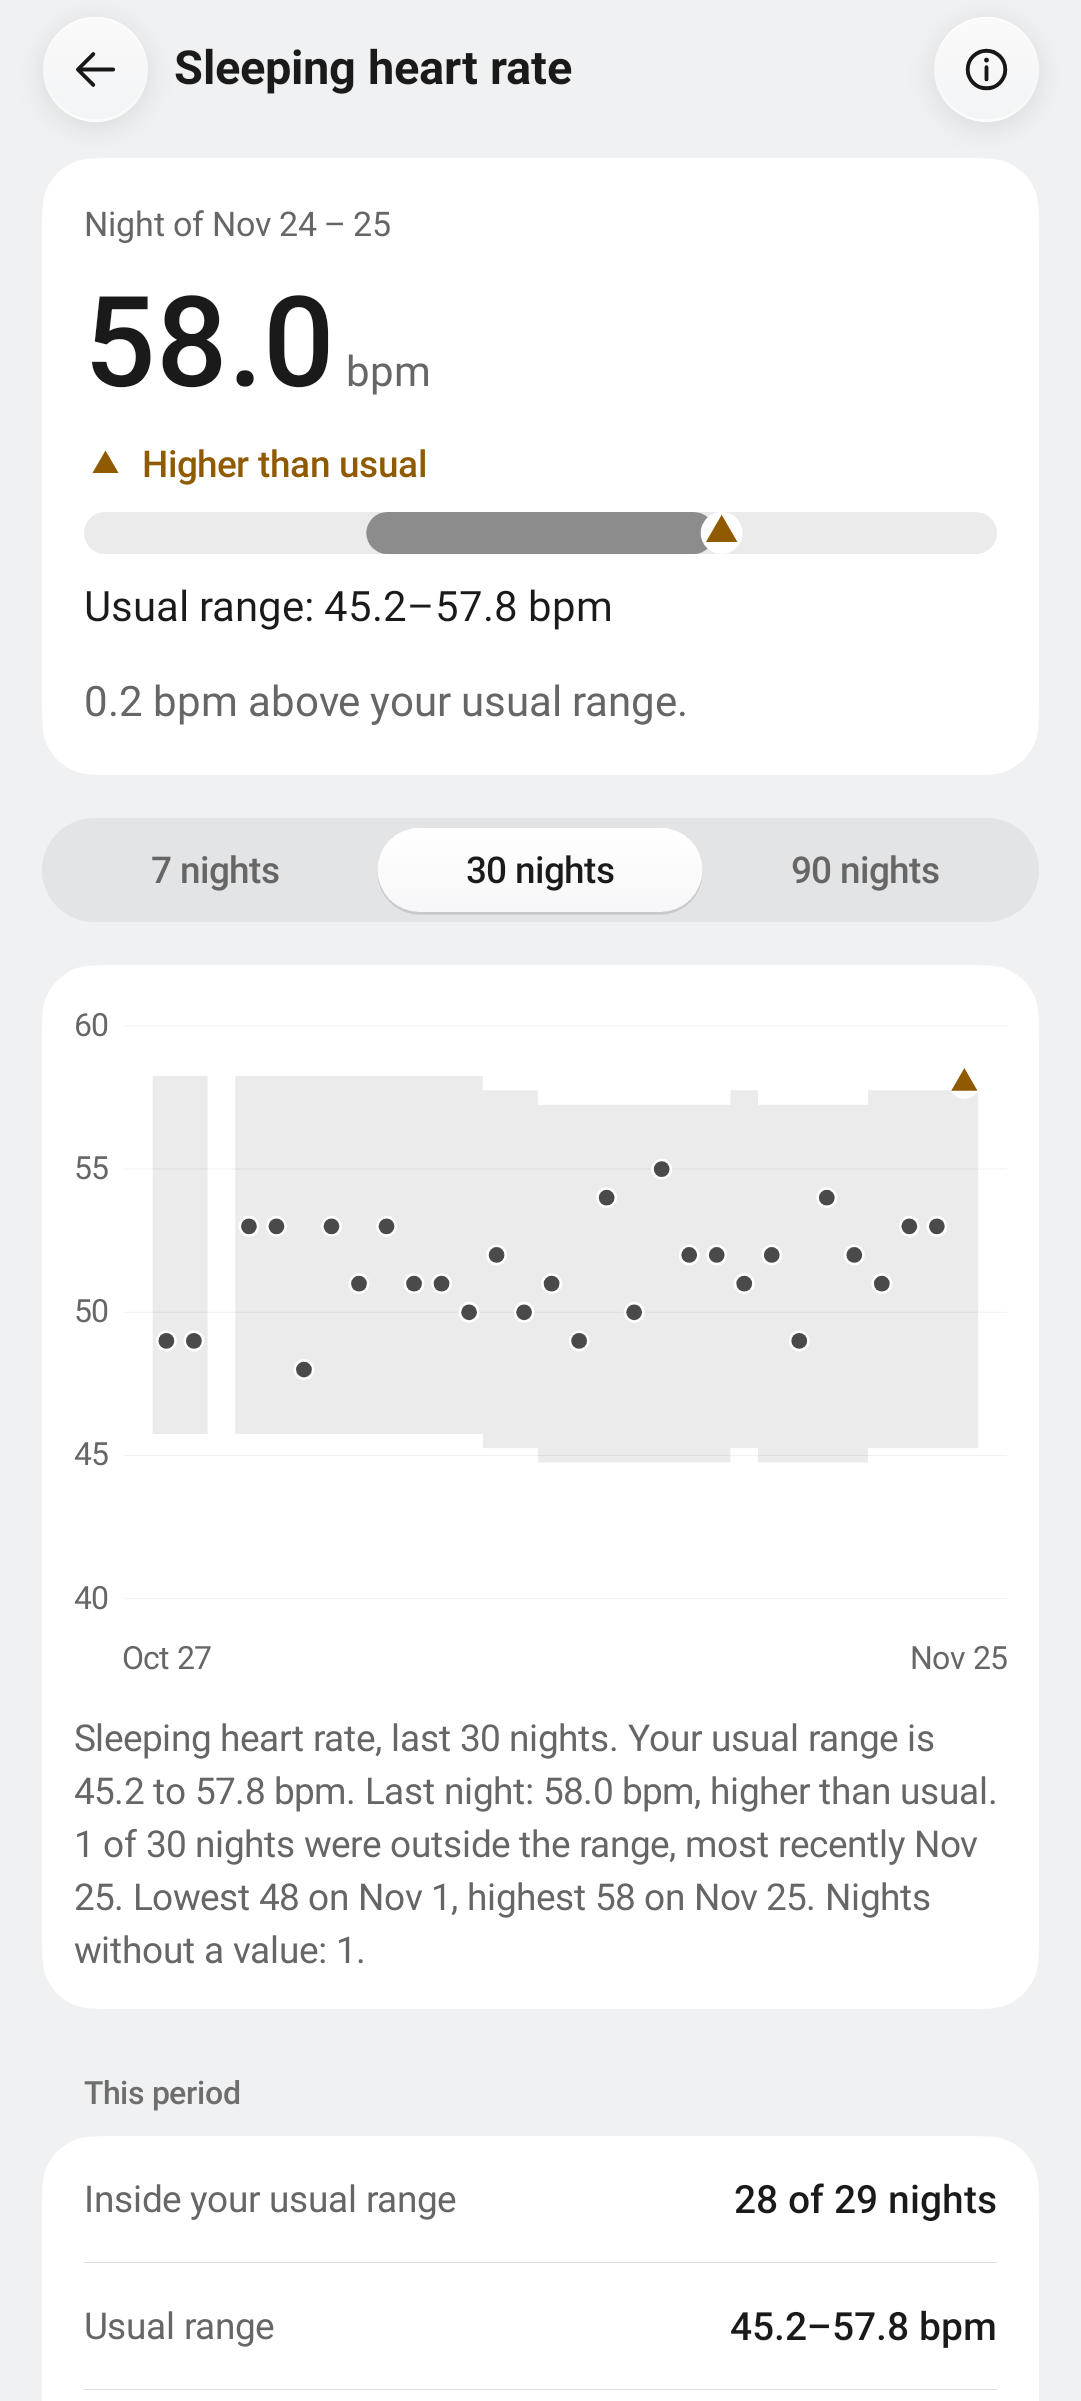 Sleeping heart rate
Night of Nov 24 – 25
58.0 bpm
Higher than usual
Usual range: 45.2–57.8 bpm
0.2 bpm above your usual range.
7 nights
30 nights
90 nights
60
55
50
45
40
Oct 27
Nov 25
Sleeping heart rate, last 30 nights. Your usual range is
45.2 to 57.8 bpm. Last night: 58.0 bpm, higher than usual.
1 of 30 nights were outside the range, most recently Nov
25. Lowest 48 on Nov 1, highest 58 on Nov 25. Nights
without a value: 1.
This period
Inside your usual range
28 of 29 nights
Usual range
45.2–57.8 bpm